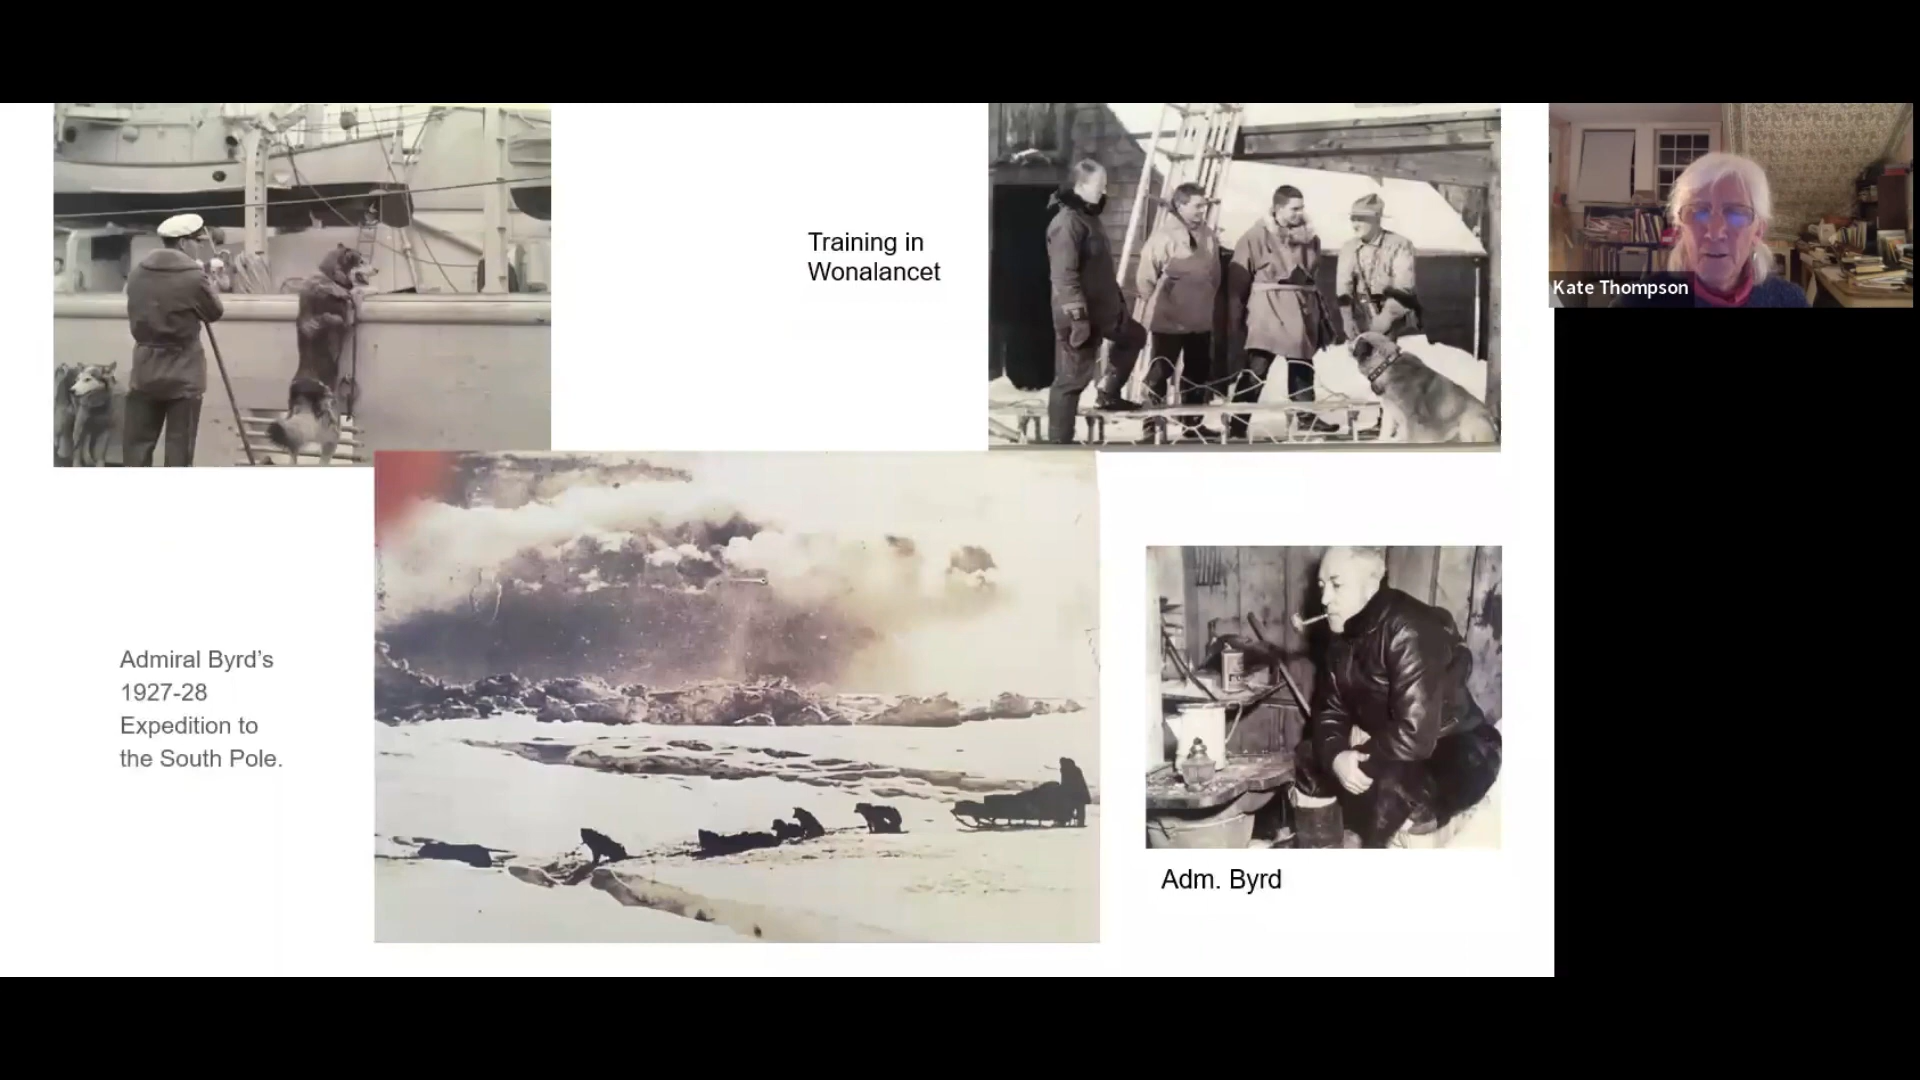 Training in
Wonalancet
Kate Thompson
Admiral Byrd’s
1927-28
Expedition to
the South Pole.
Adm. Byrd